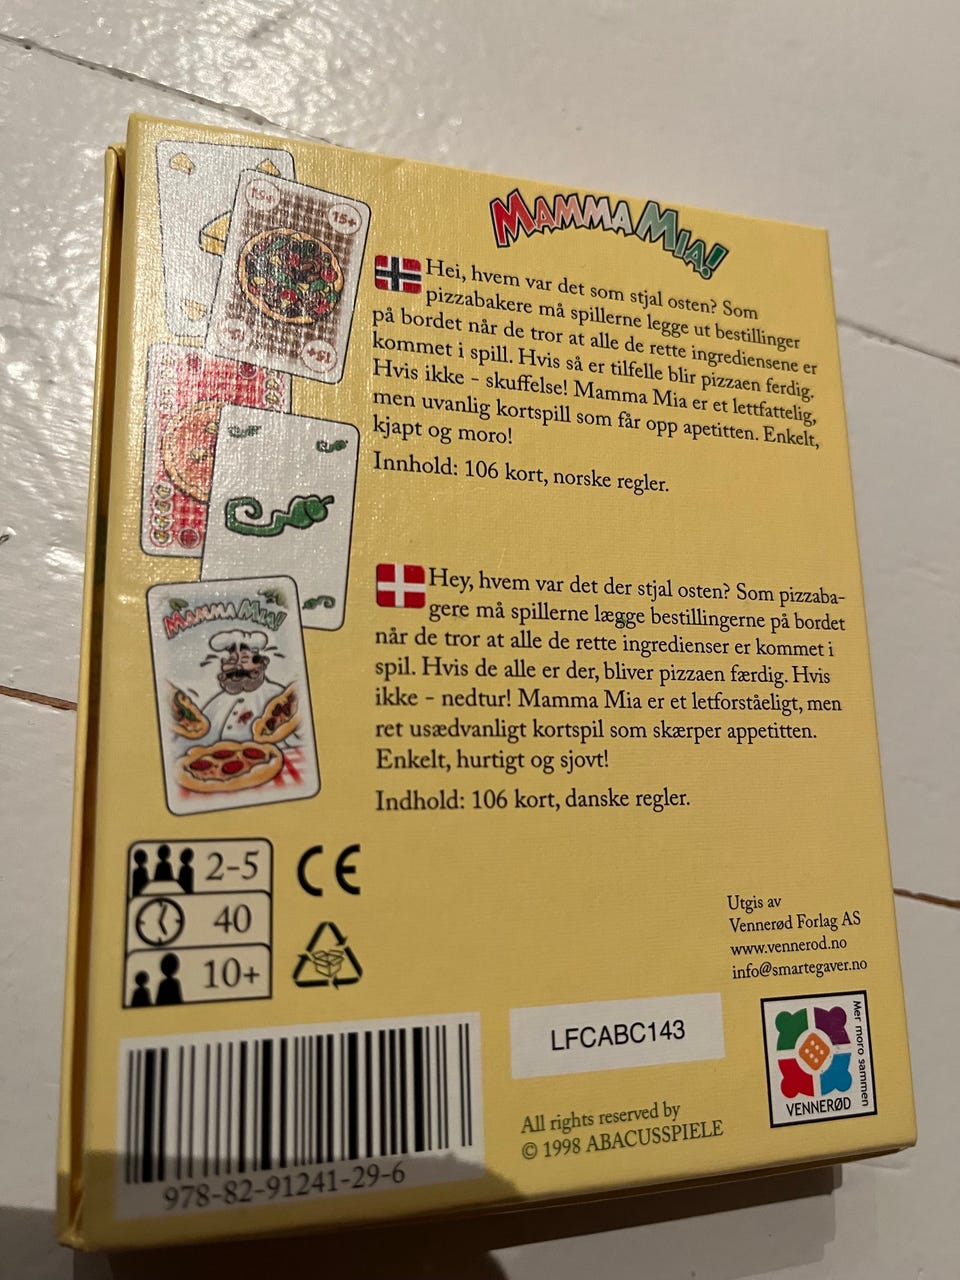 MAMMA MIA!
Hei, hvem var det som stjal osten? Som
pizzabakere må spillerne legge ut bestillinger
på bordet når de tror at alle de rette ingrediensene er
kommet i spill. Hvis så er tilfelle blir pizzaen ferdig.
Hvis ikke - skuffelse! Mamma Mia er et lettfattelig,
men uvanlig kortspill som får opp apetitten. Enkelt,
kjapt og moro!
Innhold: 106 kort, norske regler.
Hey, hvem var det der stjal osten? Som pizzaba-
gere må spillerne lægge bestillingerne på bordet
når de tror at alle de rette ingredienser er kommet i
spil. Hvis de alle er der, bliver pizzaen færdig. Hvis
ikke - nedtur! Mamma Mia er et letforståeligt, men
ret usædvanligt kortspil som skærper appetitten.
Enkelt, hurtigt og sjovt!
Indhold: 106 kort, danske regler.
15+
15+
15+
MAMMA MIA!
2-5
40
10+
CE
Utgis av
Vennerød Forlag AS
www.vennerod.no
info@smartegaver.no
LFCABC143
Mer moro sammen
VENNERØD
All rights reserved by
© 1998 ABACUSSPIELE
978-82-91241-29-6